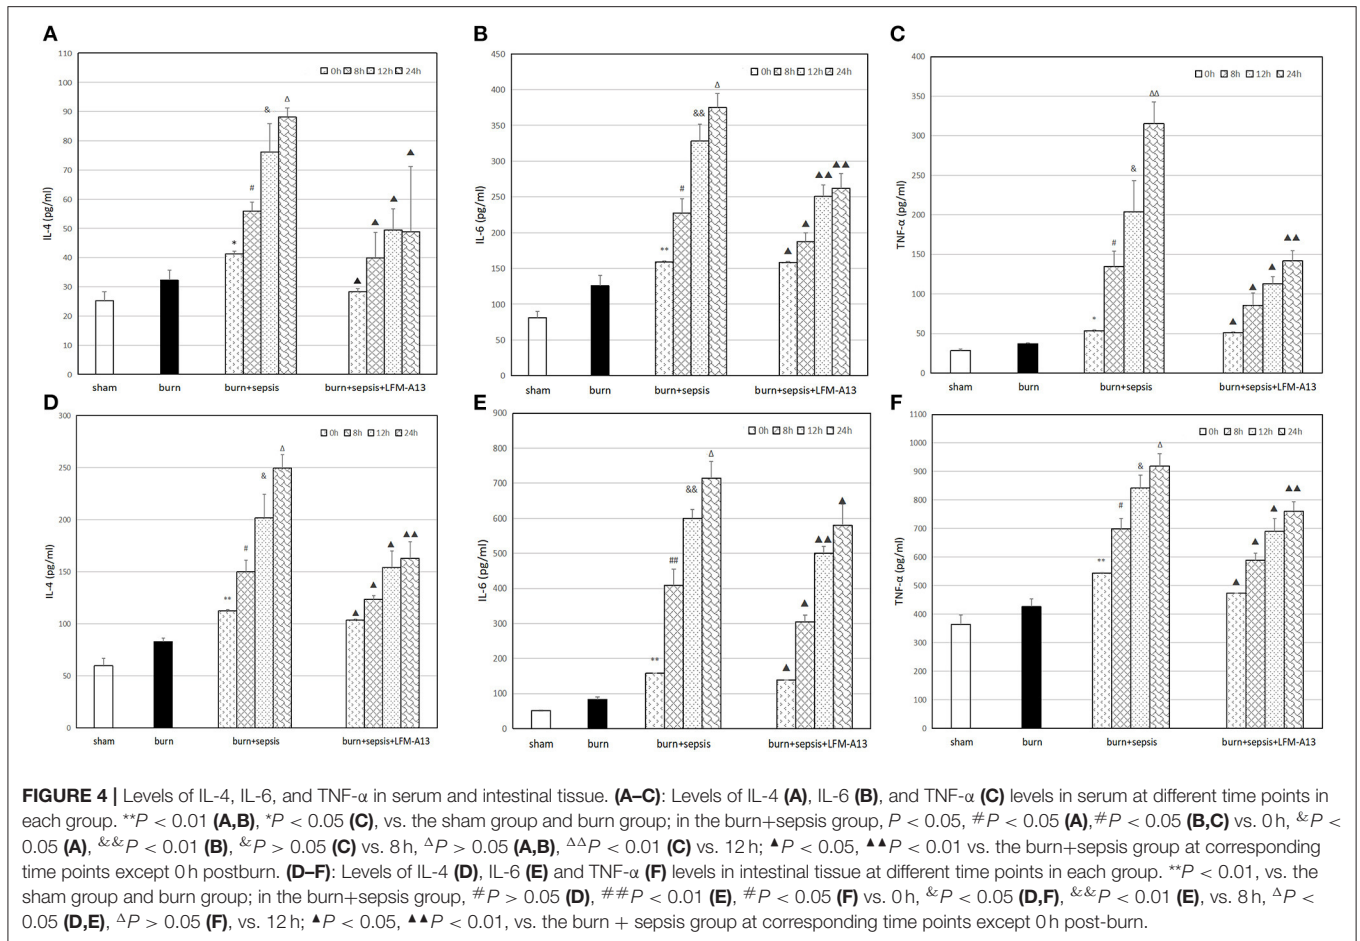 A
110
100
90
80
70
60
50
40
30
20
10
0
IL-4 (pg/ml)
0h 8h 12h 24h
*
#
&
Δ
▲
▲
▲
▲
sham burn burn+sepsis burn+sepsis+LFM-A13
B
450
400
350
300
250
200
150
100
50
0
IL-6 (pg/ml)
0h 8h 12h 24h
**
#
&&
Δ
▲
▲
▲▲
▲▲
sham burn burn+sepsis burn+sepsis+LFM-A13
C
400
350
300
250
200
150
100
50
0
TNF-α (pg/ml)
0h 8h 12h 24h
*
#
&
ΔΔ
▲
▲
▲
▲▲
sham burn burn+sepsis burn+sepsis+LFM-A13
D
300
250
200
150
100
50
0
IL-4 (pg/ml)
0h 8h 12h 24h
**
#
&
Δ
▲
▲
▲
▲▲
sham burn burn+sepsis burn+sepsis+LFM-A13
E
900
800
700
600
500
400
300
200
100
0
IL-6 (pg/ml)
0h 8h 12h 24h
**
##
&&
Δ
▲
▲
▲▲
▲
sham burn burn+sepsis burn+sepsis+LFM-A13
F
1100
1000
900
800
700
600
500
400
300
200
100
0
TNF-α (pg/ml)
0h 8h 12h 24h
**
#
&
Δ
▲
▲
▲
▲▲
sham burn burn+sepsis burn+sepsis+LFM-A13
FIGURE 4 | Levels of IL-4, IL-6, and TNF-α in serum and intestinal tissue. (A–C): Levels of IL-4 (A), IL-6 (B), and TNF-α (C) levels in serum at different time points in
each group. **P < 0.01 (A,B), *P < 0.05 (C), vs. the sham group and burn group; in the burn+sepsis group, P < 0.05, #P < 0.05 (A),#P < 0.05 (B,C) vs. 0 h, &P <
0.05 (A), &&P < 0.01 (B), &P > 0.05 (C) vs. 8 h, ΔP > 0.05 (A,B), ΔΔP < 0.01 (C) vs. 12 h; ▲P < 0.05, ▲▲P < 0.01 vs. the burn+sepsis group at corresponding
time points except 0 h postburn. (D–F): Levels of IL-4 (D), IL-6 (E) and TNF-α (F) levels in intestinal tissue at different time points in each group. **P < 0.01, vs. the
sham group and burn group; in the burn+sepsis group, #P > 0.05 (D), ##P < 0.01 (E), #P < 0.05 (F) vs. 0 h, &P < 0.05 (D,F), &&P < 0.01 (E), vs. 8 h, ΔP <
0.05 (D,E), ΔP > 0.05 (F), vs. 12 h; ▲P < 0.05, ▲▲P < 0.01, vs. the burn + sepsis group at corresponding time points except 0 h post-burn.